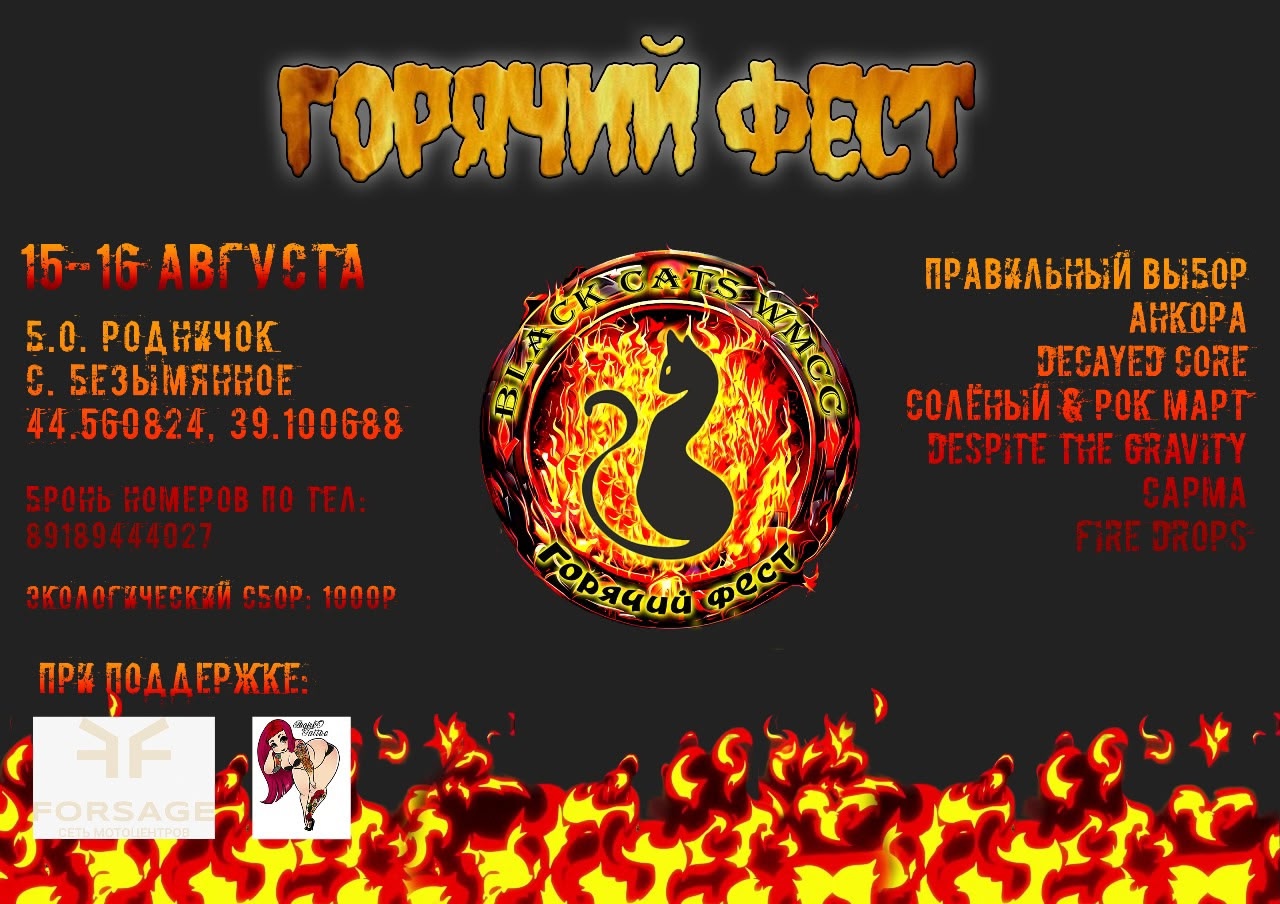 ГОРЯЧИЙ ФЕСТ
15-16 АВГУСТА
Б.О. РОДНИЧОК
С. БЕЗЫМЯННОЕ
44.560824, 39.100688
БРОНЬ НОМЕРОВ ПО ТЕЛ:
89189444027
ЭКОЛОГИЧЕСКИЙ СБОР: 1000Р
ПРИ ПОДДЕРЖКЕ:
FORSAGE
СЕТЬ МОТОЦЕНТРОВ
Tattoo
BLACK CATS WMCC
Горячий фест
ПРАВИЛЬНЫЙ ВЫБОР
АНКОРА
DECAYED CORE
СОЛЁНЫЙ & РОК МАРТ
DESPITE THE GRAVITY
САРМА
FIRE DROPS